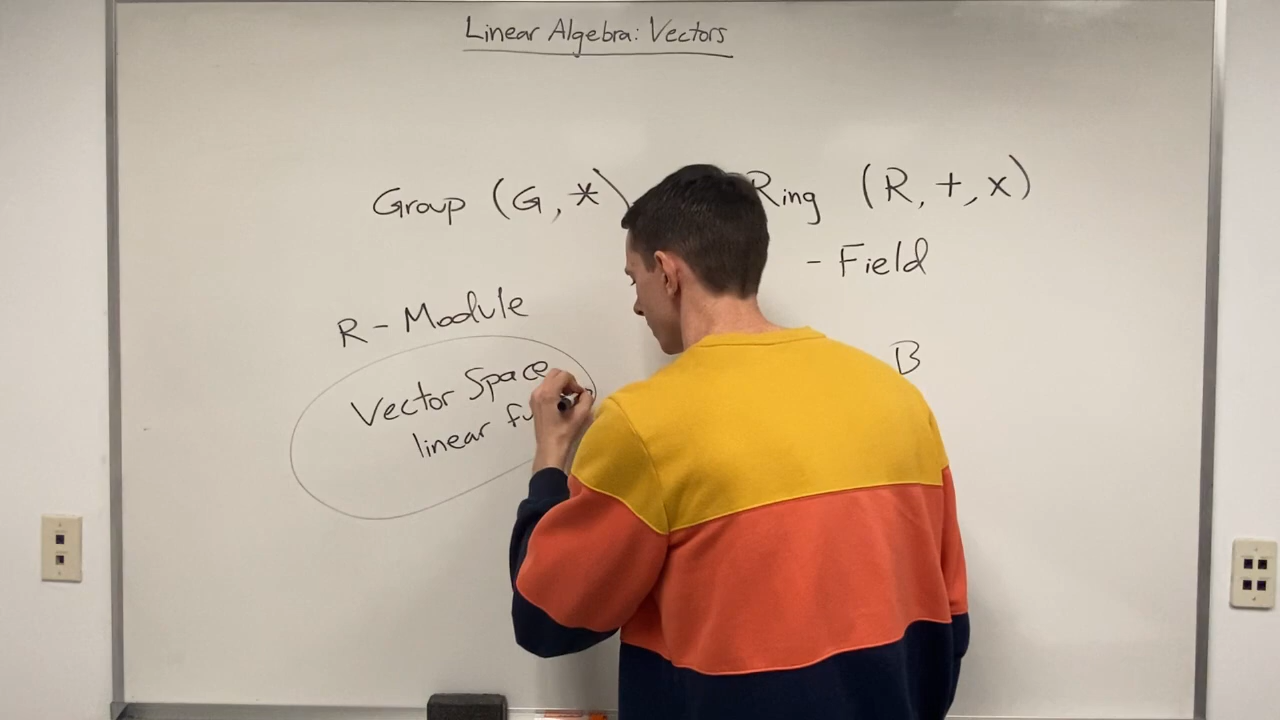 Linear Algebra: Vectors
Group (G, *)
Ring (R, +, x)
- Field
R - Module
B
Vector Space
linear